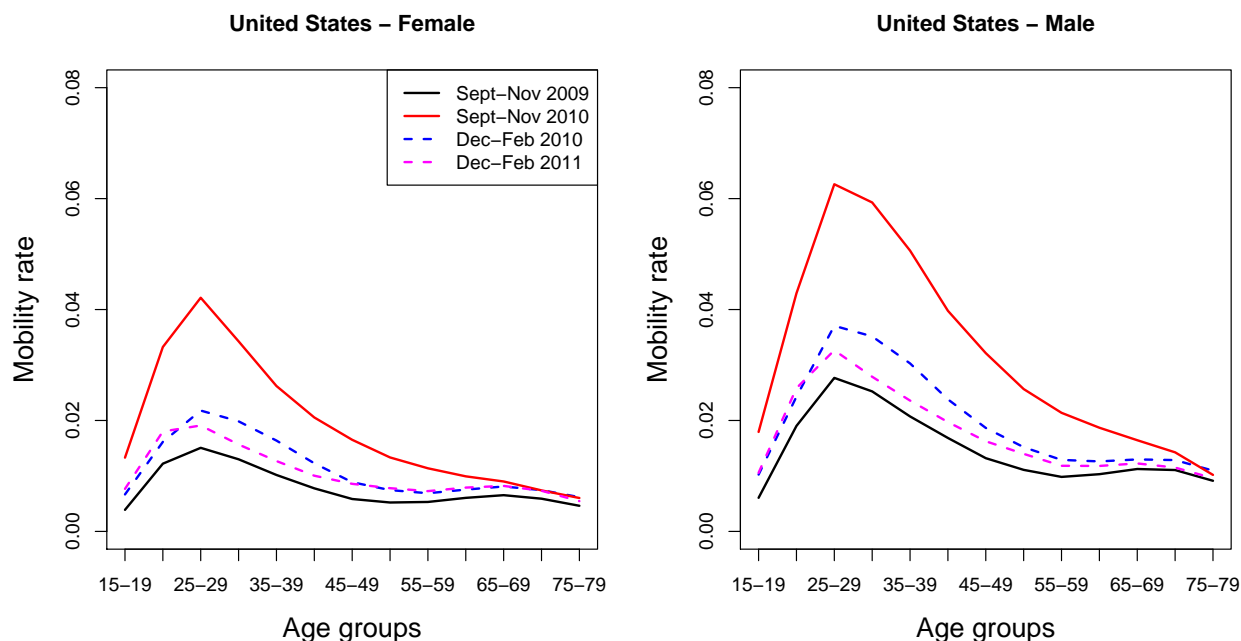 United States – Female
Mobility rate
0.08
0.06
0.04
0.02
0.00
Sept–Nov 2009
Sept–Nov 2010
Dec–Feb 2010
Dec–Feb 2011
15–19 25–29 35–39 45–49 55–59 65–69 75–79
Age groups
United States – Male
Mobility rate
0.08
0.06
0.04
0.02
0.00
15–19 25–29 35–39 45–49 55–59 65–69 75–79
Age groups